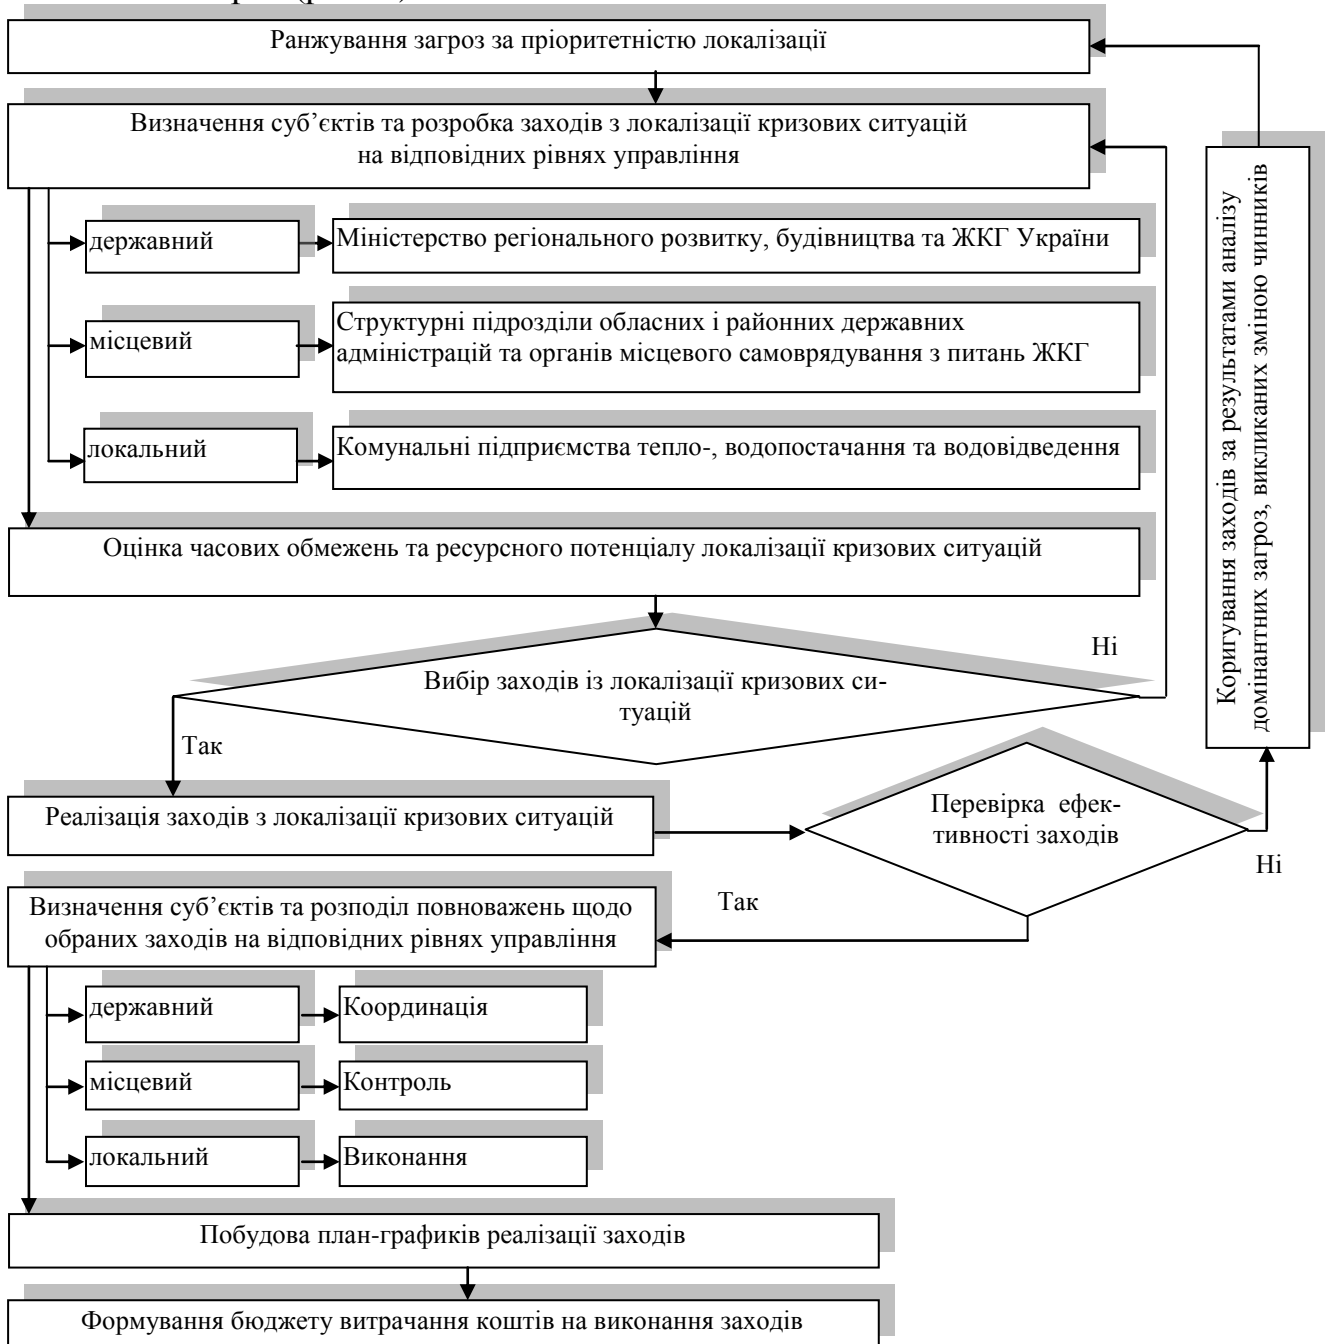 Ранжування загроз за пріоритетністю локалізації
Визначення суб’єктів та розробка заходів з локалізації кризових ситуацій
на відповідних рівнях управління
державний
Міністерство регіонального розвитку, будівництва та ЖКГ України
місцевий
Структурні підрозділи обласних і районних державних
адміністрацій та органів місцевого самоврядування з питань ЖКГ
локальний
Комунальні підприємства тепло-, водопостачання та водовідведення
Оцінка часових обмежень та ресурсного потенціалу локалізації кризових ситуацій
Вибір заходів із локалізації кризових си-
туацій
Ні
Так
Коригування заходів за результатами аналізу
домінантних загроз, викликаних зміною чинників
Реалізація заходів з локалізації кризових ситуацій
Перевірка ефек-
тивності заходів
Ні
Так
Визначення суб’єктів та розподіл повноважень щодо
обраних заходів на відповідних рівнях управління
державний
Координація
місцевий
Контроль
локальний
Виконання
Побудова план-графиків реалізації заходів
Формування бюджету витрачання коштів на виконання заходів